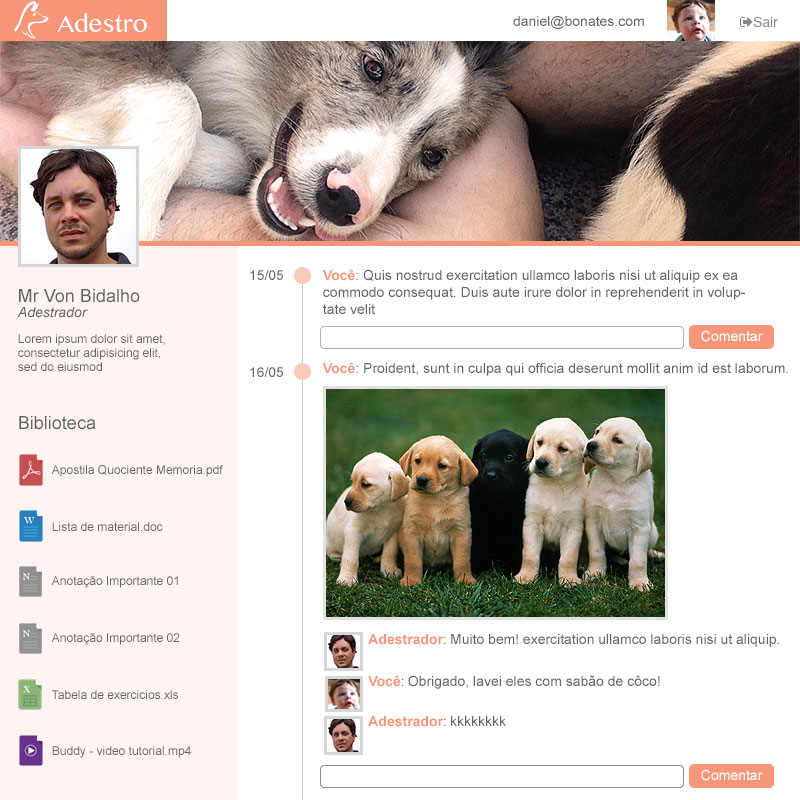 Adestro
daniel@bonates.com
Sair
Mr Von Bidalho
Adestrador
Lorem ipsum dolor sit amet,
consectetur adipisicing elit,
sed do eiusmod
Biblioteca
Apostila Quociente Memoria.pdf
W
Lista de material.doc
N
Anotação Importante 01
N
Anotação Importante 02
X
Tabela de exercicios.xls
Buddy - video tutorial.mp4
15/05
Você: Quis nostrud exercitation ullamco laboris nisi ut aliquip ex ea
commodo consequat. Duis aute irure dolor in reprehenderit in volup-
tate velit
Comentar
16/05
Você: Proident, sunt in culpa qui officia deserunt mollit anim id est laborum.
Adestrador: Muito bem! exercitation ullamco laboris nisi ut aliquip.
Você: Obrigado, lavei eles com sabão de côco!
Adestrador: kkkkkkkk
Comentar